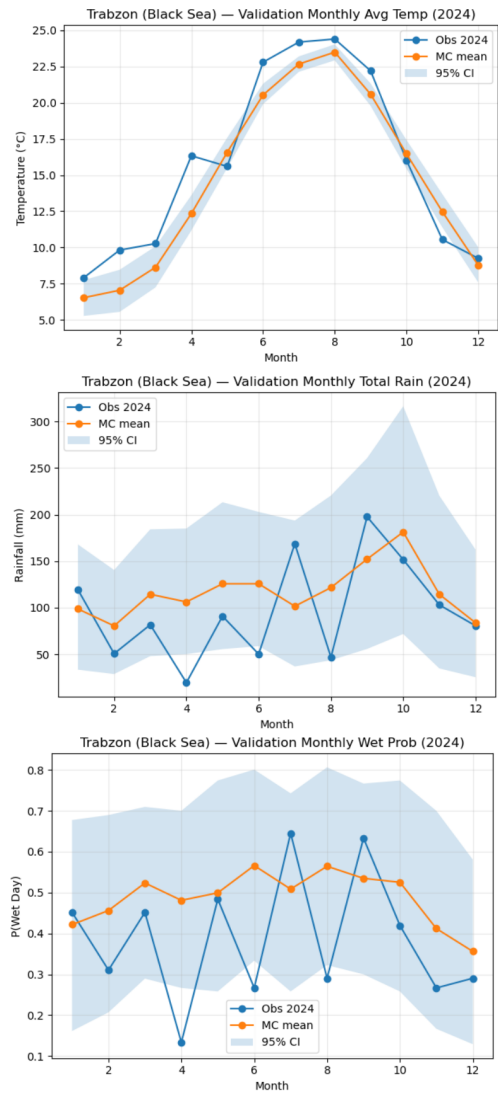 Trabzon (Black Sea) — Validation Monthly Avg Temp (2024)
25.0
22.5
20.0
17.5
15.0
12.5
10.0
7.5
5.0
Temperature (°C)
Obs 2024
MC mean
95% CI
2 4 6 8 10 12
Month
Trabzon (Black Sea) — Validation Monthly Total Rain (2024)
300
250
200
150
100
50
Rainfall (mm)
Obs 2024
MC mean
95% CI
2 4 6 8 10 12
Month
Trabzon (Black Sea) — Validation Monthly Wet Prob (2024)
0.8
0.7
0.6
0.5
0.4
0.3
0.2
0.1
P(Wet Day)
Obs 2024
MC mean
95% CI
2 4 6 8 10 12
Month